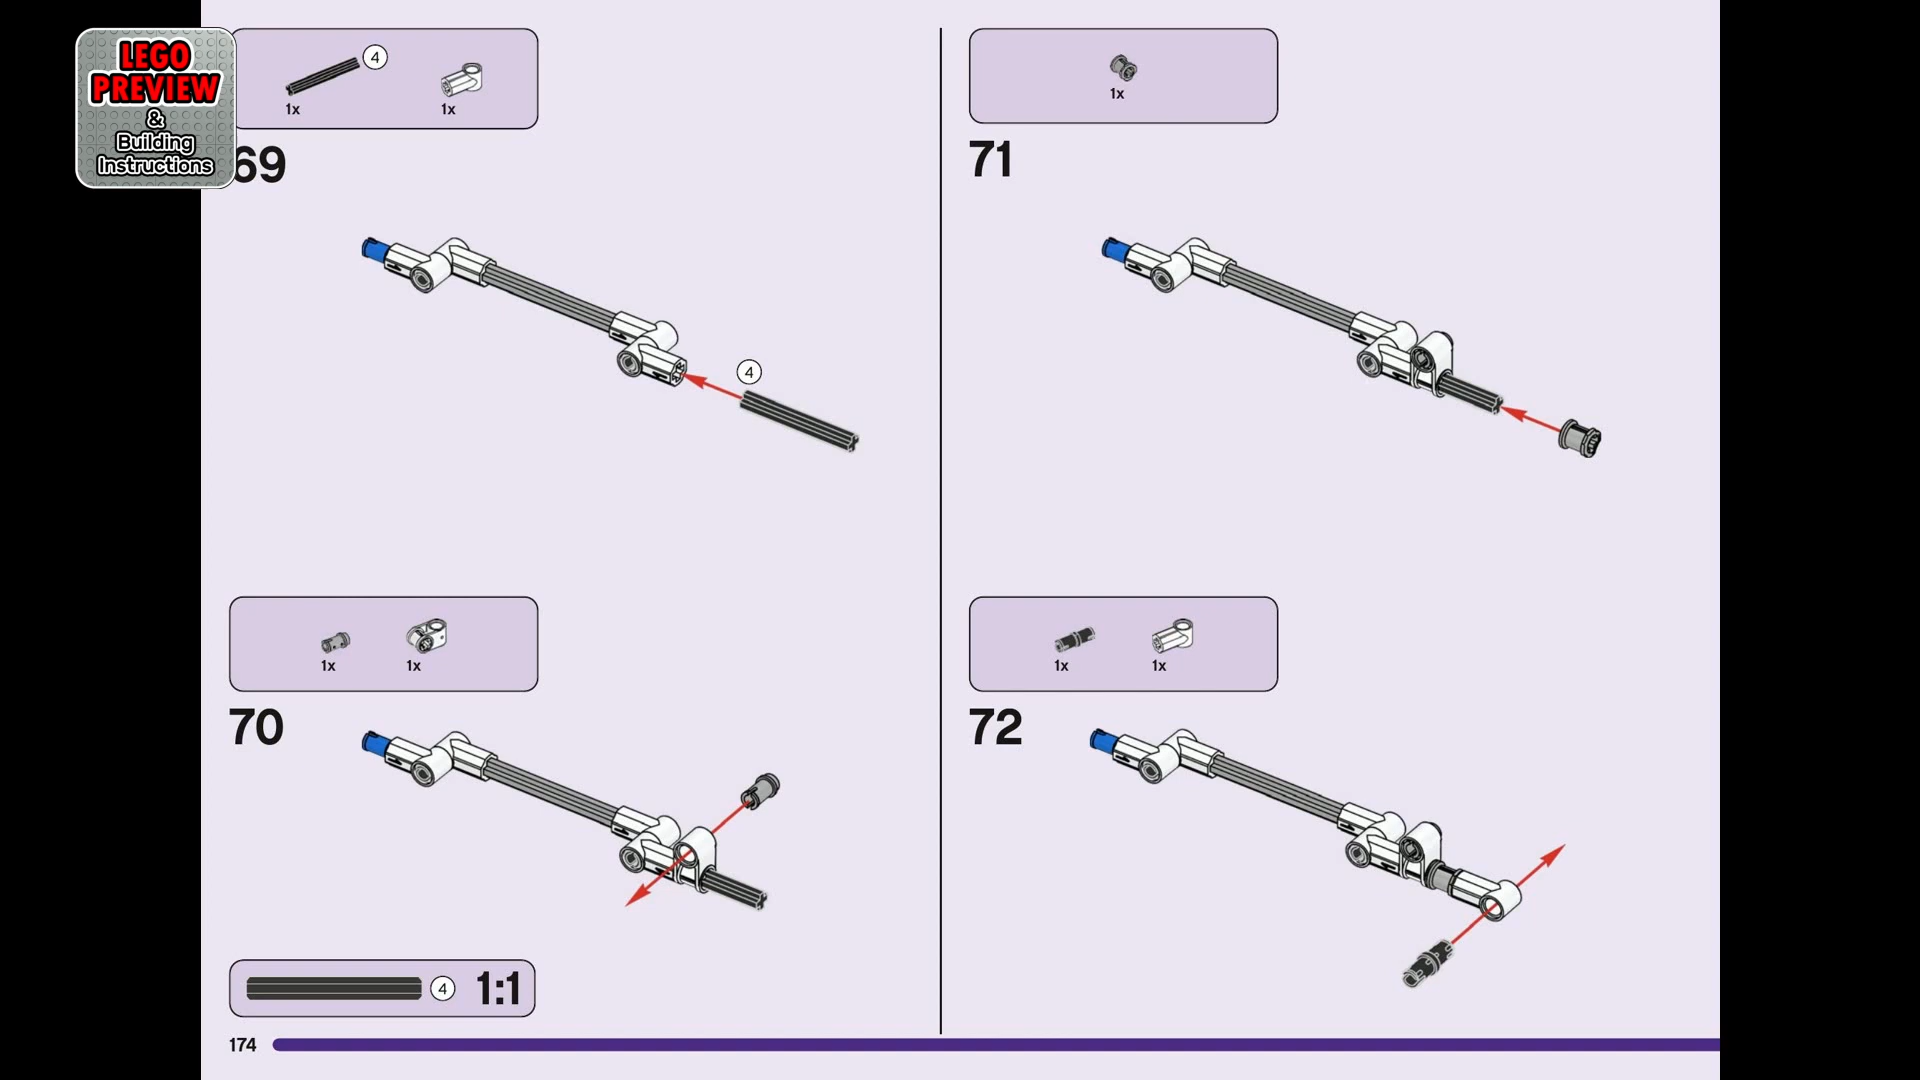 LEGO
PREVIEW
&
Building
Instructions
4
1x 1x
69
4
1x 1x
70
4 1:1
174
1x
71
1x 1x
72